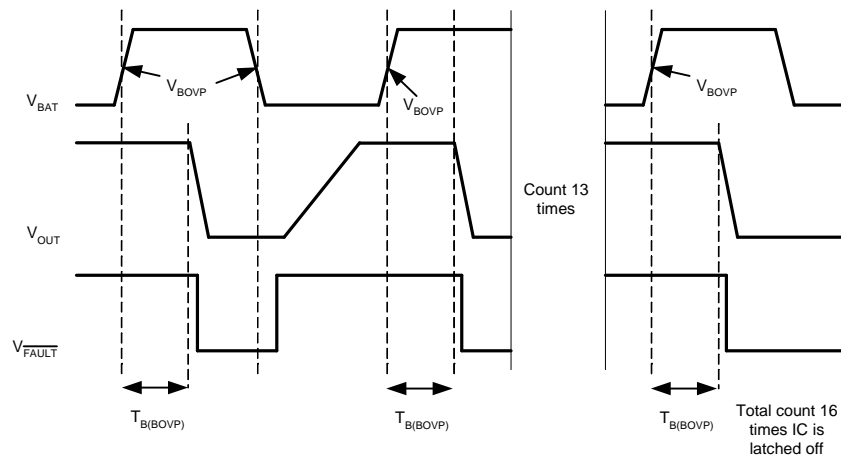 V_BOVP
V_BOVP
V_BOVP
V_BAT
Count 13
times
V_OUT
V_FAULT
T_B(BOVP)
T_B(BOVP)
T_B(BOVP)
Total count 16
times IC is
latched off